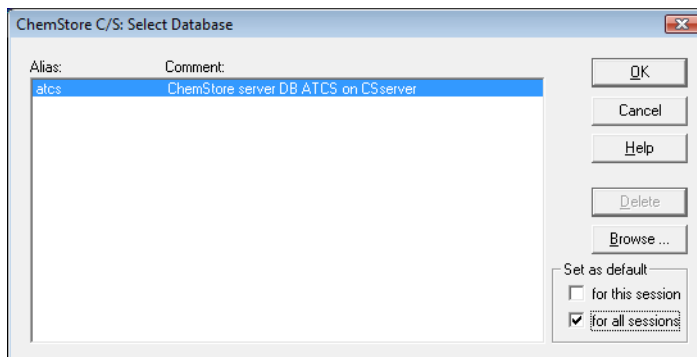 ChemStore C/S: Select Database
Alias: Comment:
atcs ChemStore server DB ATCS on CSserver
OK
Cancel
Help
Delete
Browse ...
Set as default
for this session
for all sessions